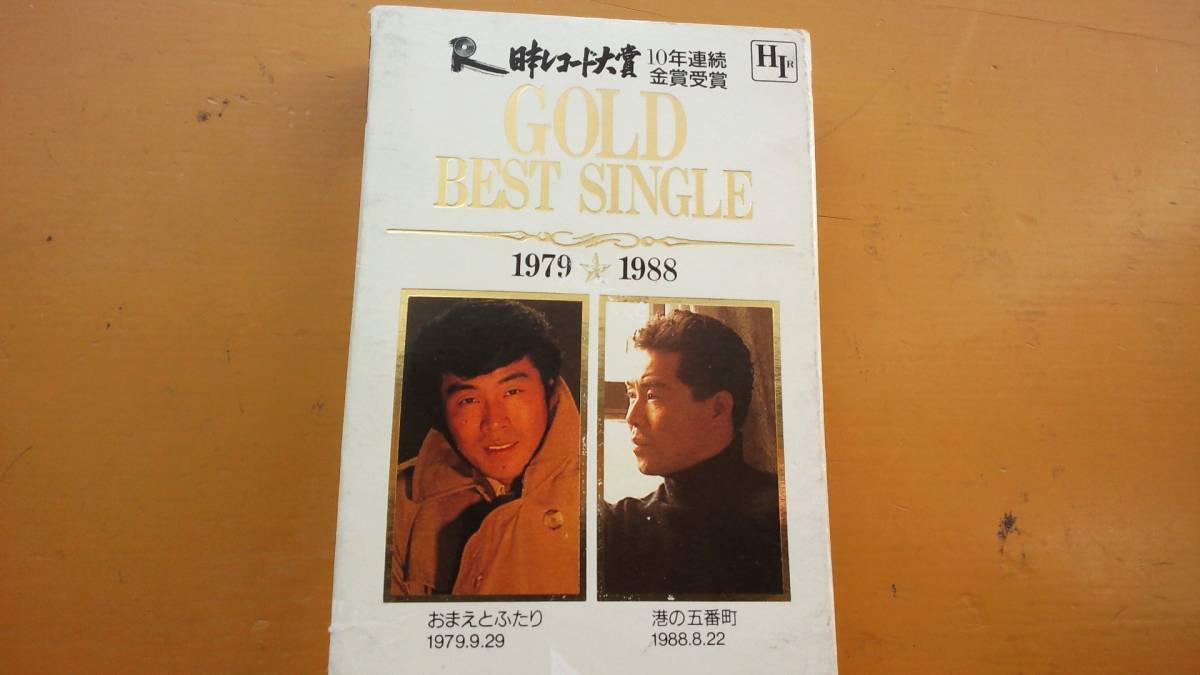 R 日本レコード大賞 10年連続
金賞受賞
HIR
GOLD
BEST SINGLE
1979 ★ 1988
おまえとふたり
1979.9.29
港の五番町
1988.8.22